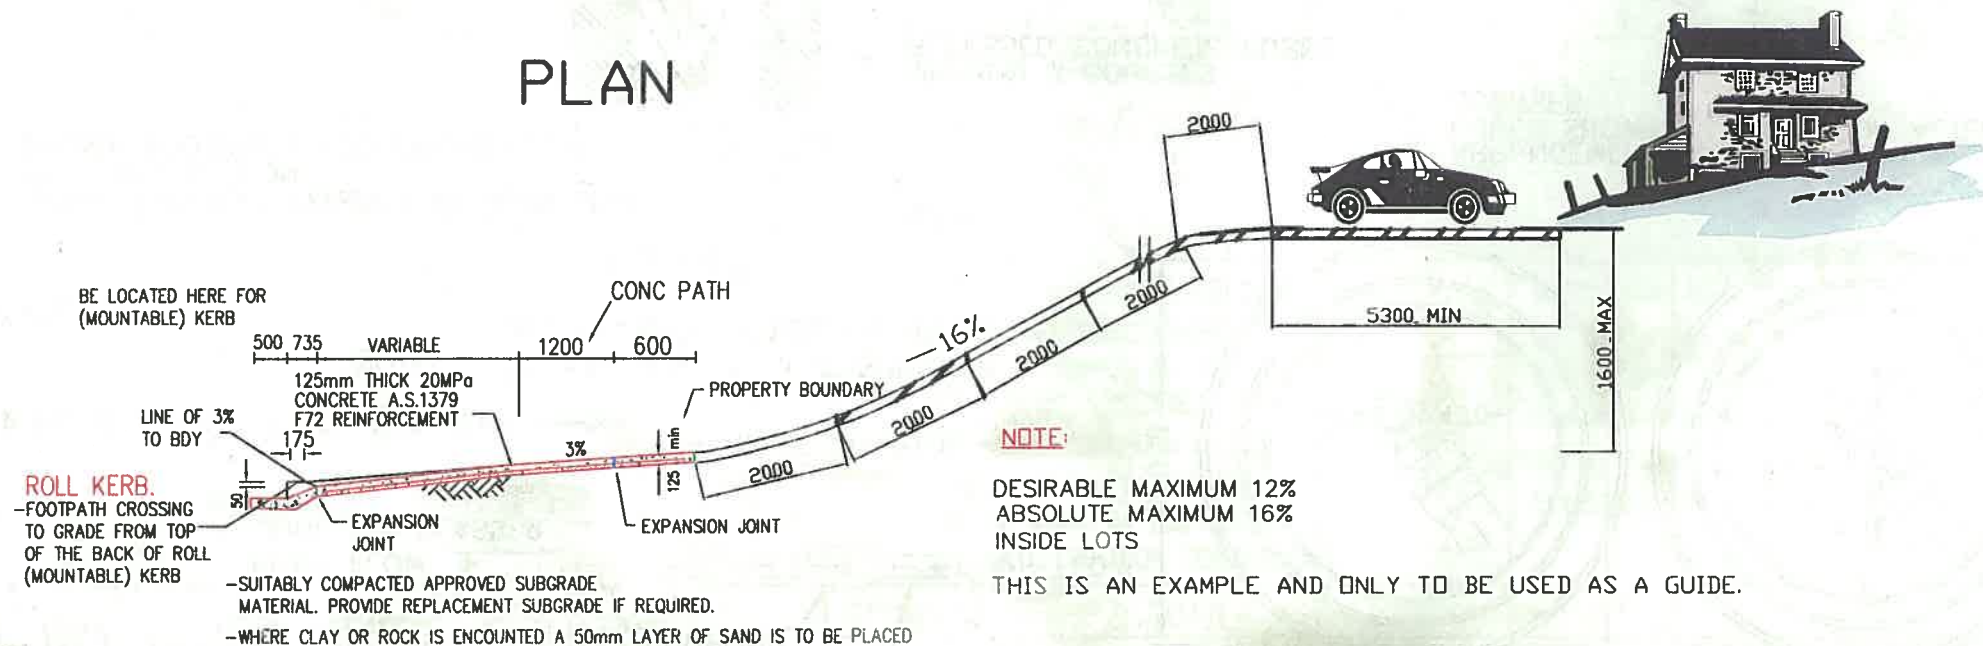 PLAN
2000
BE LOCATED HERE FOR
(MOUNTABLE) KERB
CONC PATH
500 735 VARIABLE 1200 600
125mm THICK 20MPa
CONCRETE A.S.1379
F72 REINFORCEMENT
LINE OF 3%
TO BDY
175
PROPERTY BOUNDARY
16%
2000
2000
2000
2000
5300 MIN
1600 MAX
3%
min
125
ROLL KERB.
50
-FOOTPATH CROSSING
TO GRADE FROM TOP
OF THE BACK OF ROLL
(MOUNTABLE) KERB
EXPANSION
JOINT
EXPANSION JOINT
NOTE:
DESIRABLE MAXIMUM 12%
ABSOLUTE MAXIMUM 16%
INSIDE LOTS
THIS IS AN EXAMPLE AND ONLY TO BE USED AS A GUIDE.
-SUITABLY COMPACTED APPROVED SUBGRADE
MATERIAL. PROVIDE REPLACEMENT SUBGRADE IF REQUIRED.
-WHERE CLAY OR ROCK IS ENCOUNTED A 50mm LAYER OF SAND IS TO BE PLACED